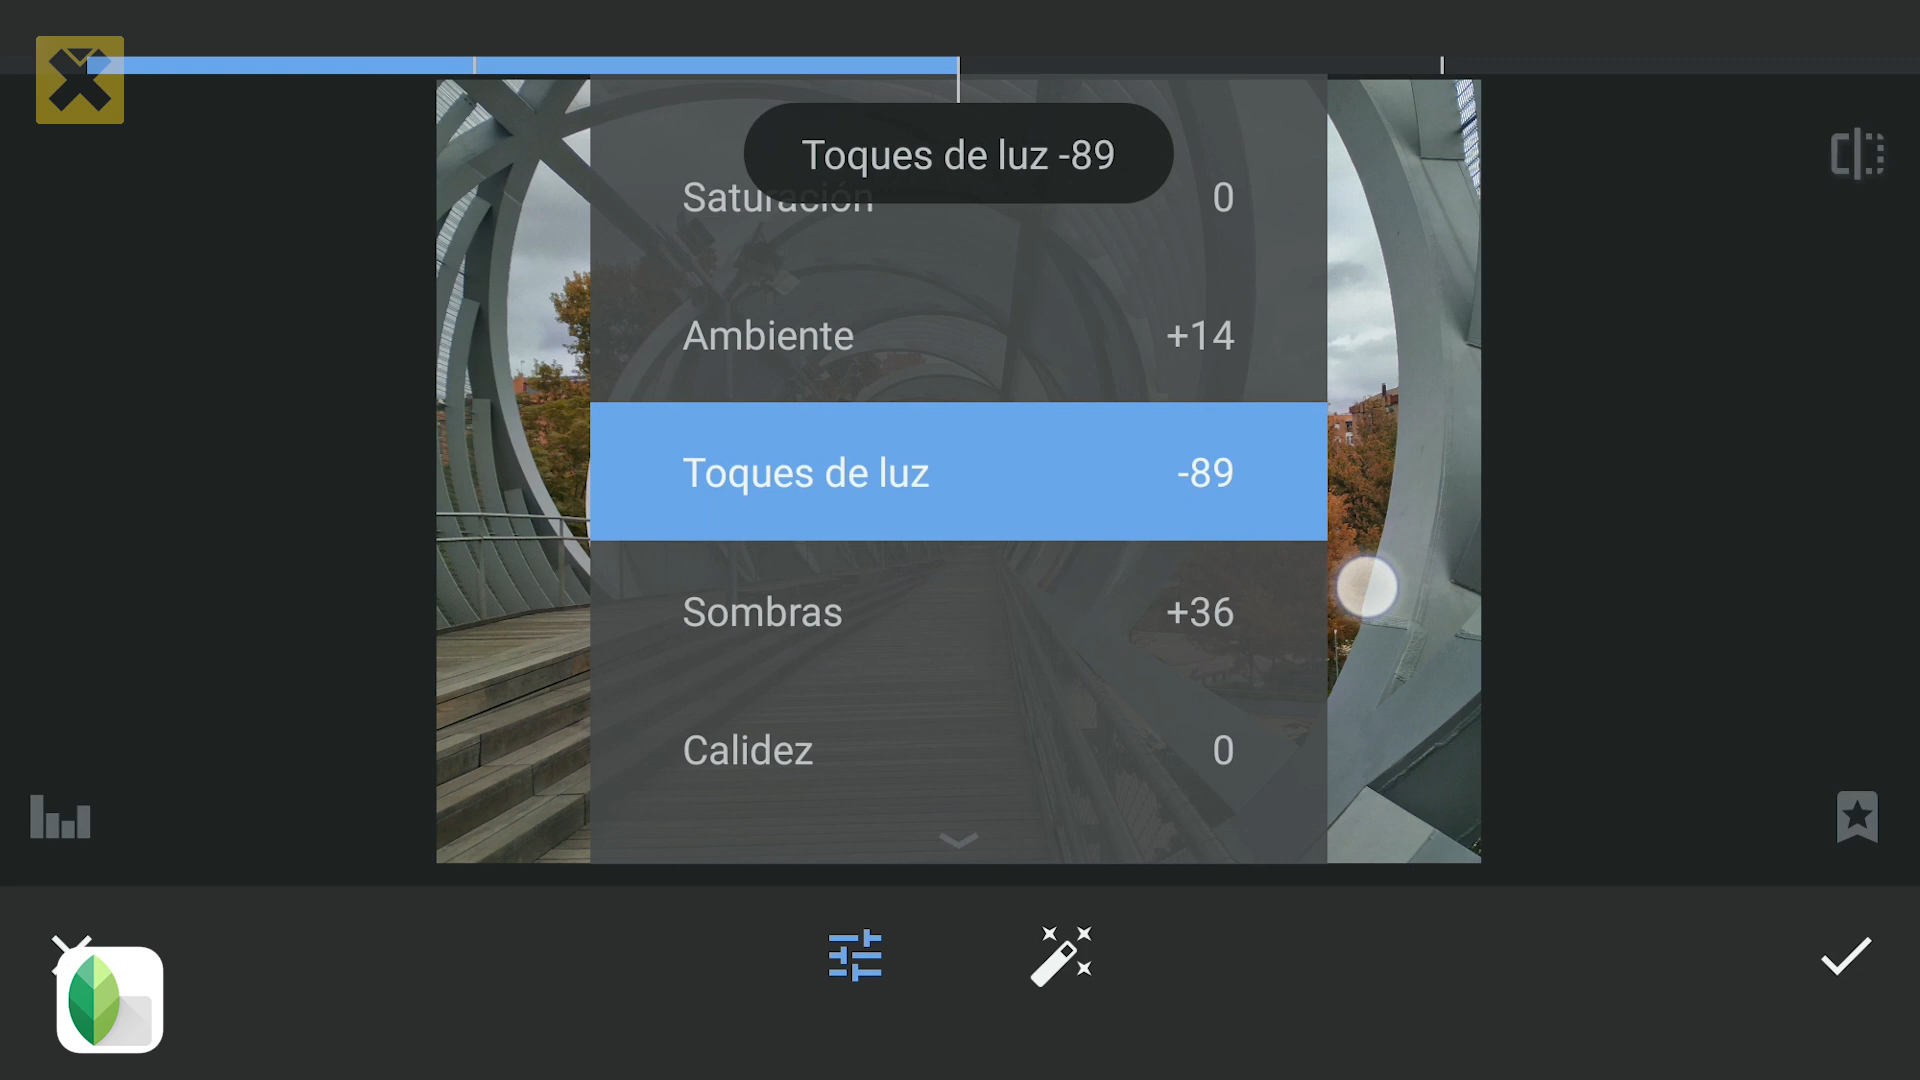 Toques de luz -89
Saturación 0
Ambiente +14
Toques de luz -89
Sombras +36
Calidez 0